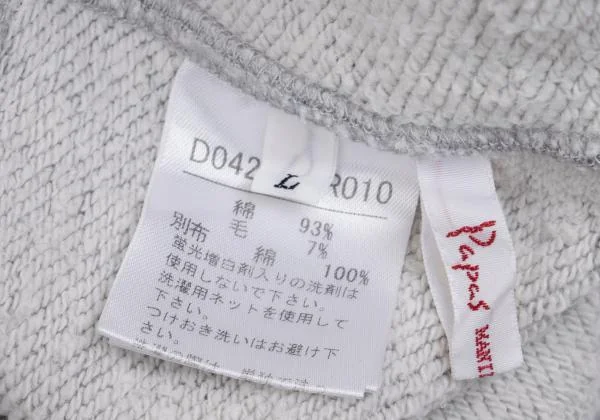 D042
L
R010
綿 93%
毛 7%
別布
綿 100%
蛍光増白剤入りの洗剤は
使用しないで下さい。
洗濯用ネットを使用して
下さい。
つけおき洗いはお避け下
さい。
Papas